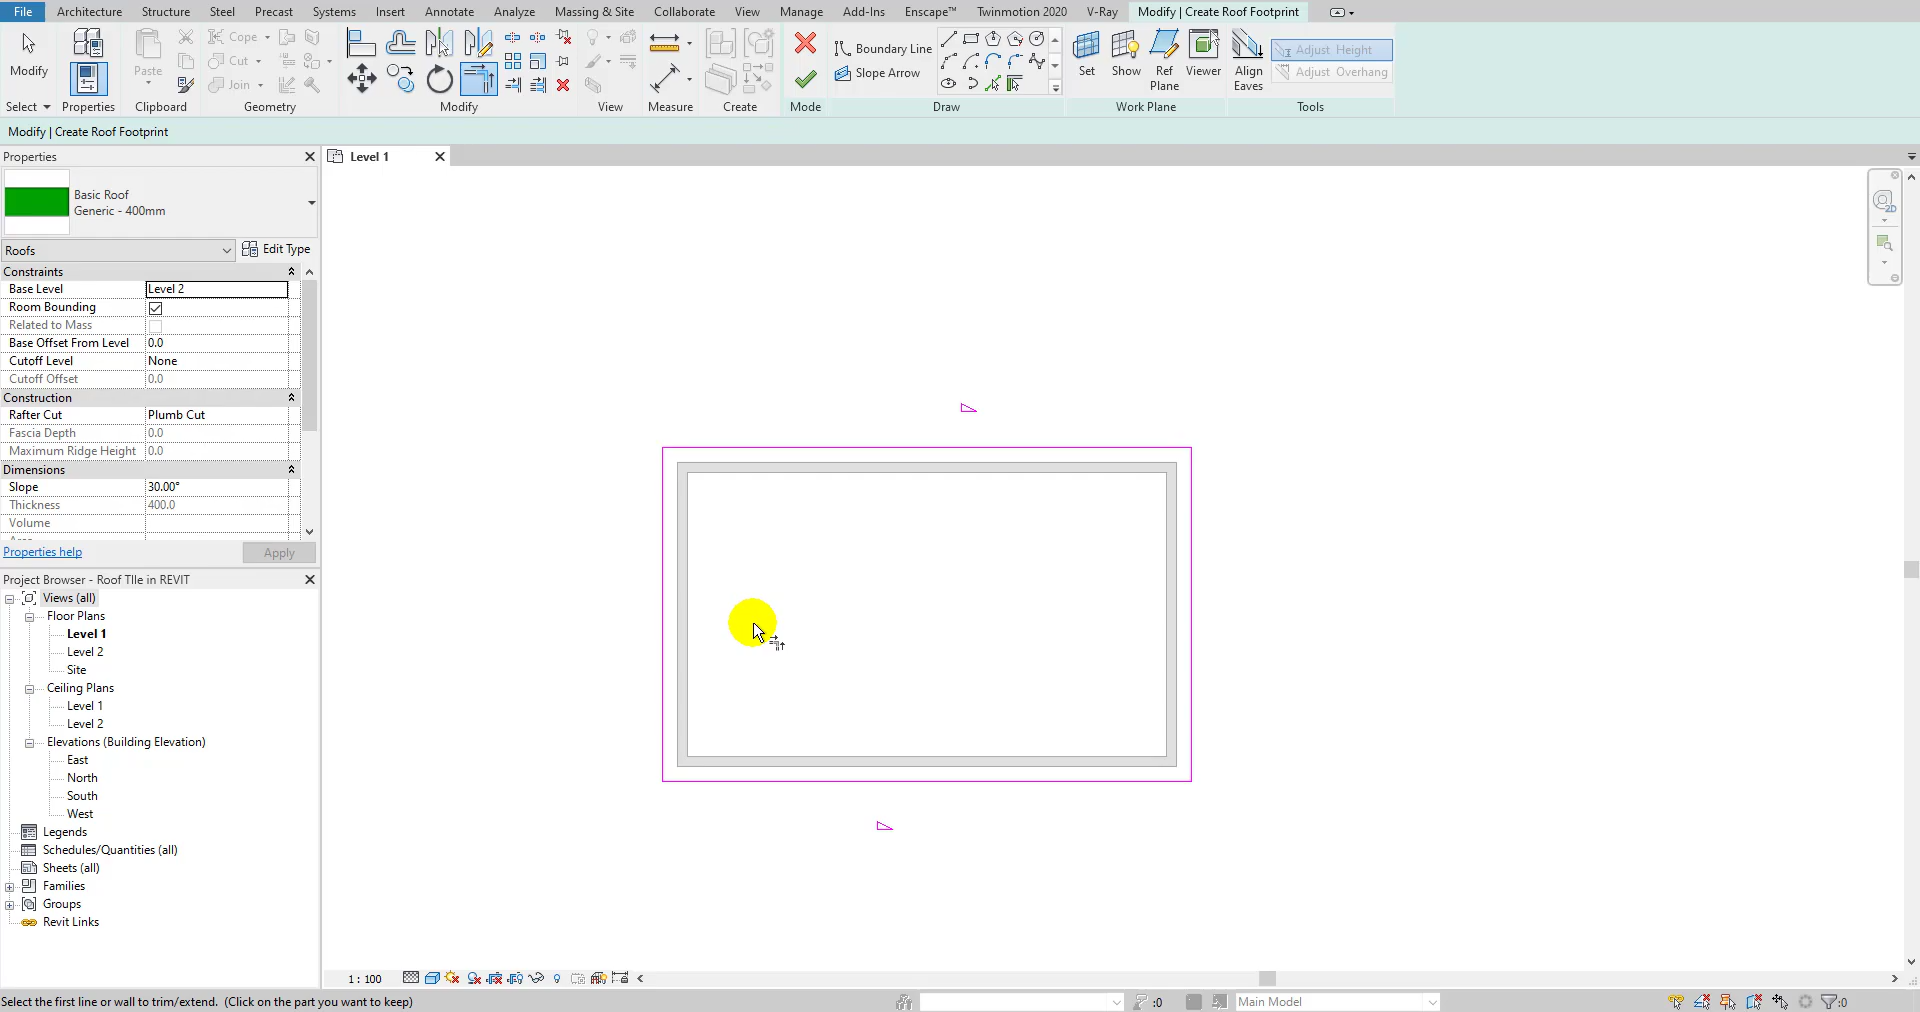 File Architecture Structure Steel Precast Systems Insert Annotate Analyze Massing & Site Collaborate View Manage Add-Ins Enscape™ Twinmotion 2020 V-Ray Modify | Create Roof Footprint
Modify
Select
Properties
Paste
Clipboard
Cope
Cut
Join
Geometry
Modify
View
Measure
Create
Mode
Boundary Line
Slope Arrow
Draw
Set
Show
Ref Plane
Viewer
Work Plane
Align Eaves
Adjust Height
Adjust Overhang
Tools
Modify | Create Roof Footprint
Properties
Basic Roof
Generic - 400mm
Roofs
Edit Type
Constraints
Base Level Level 2
Room Bounding
Related to Mass
Base Offset From Level 0.0
Cutoff Level None
Cutoff Offset 0.0
Construction
Rafter Cut Plumb Cut
Fascia Depth 0.0
Maximum Ridge Height 0.0
Dimensions
Slope 30.00°
Thickness 400.0
Volume
Properties help
Apply
Project Browser - Roof TIle in REVIT
Views (all)
Floor Plans
Level 1
Level 2
Site
Ceiling Plans
Level 1
Level 2
Elevations (Building Elevation)
East
North
South
West
Legends
Schedules/Quantities (all)
Sheets (all)
Families
Groups
Revit Links
Level 1
2D
1 : 100
Select the first line or wall to trim/extend. (Click on the part you want to keep)
:0
Main Model
:0